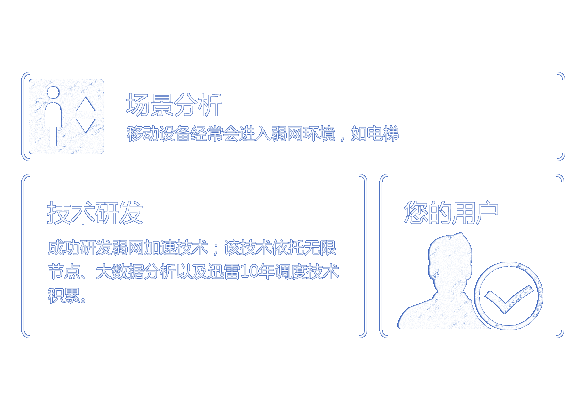 场景分析
移动设备经常会进入弱网环境，如电梯
技术研发
成功研发弱网加速技术；该技术依托无限
节点、大数据分析以及迅雷10年调度技术
积累。
您的用户